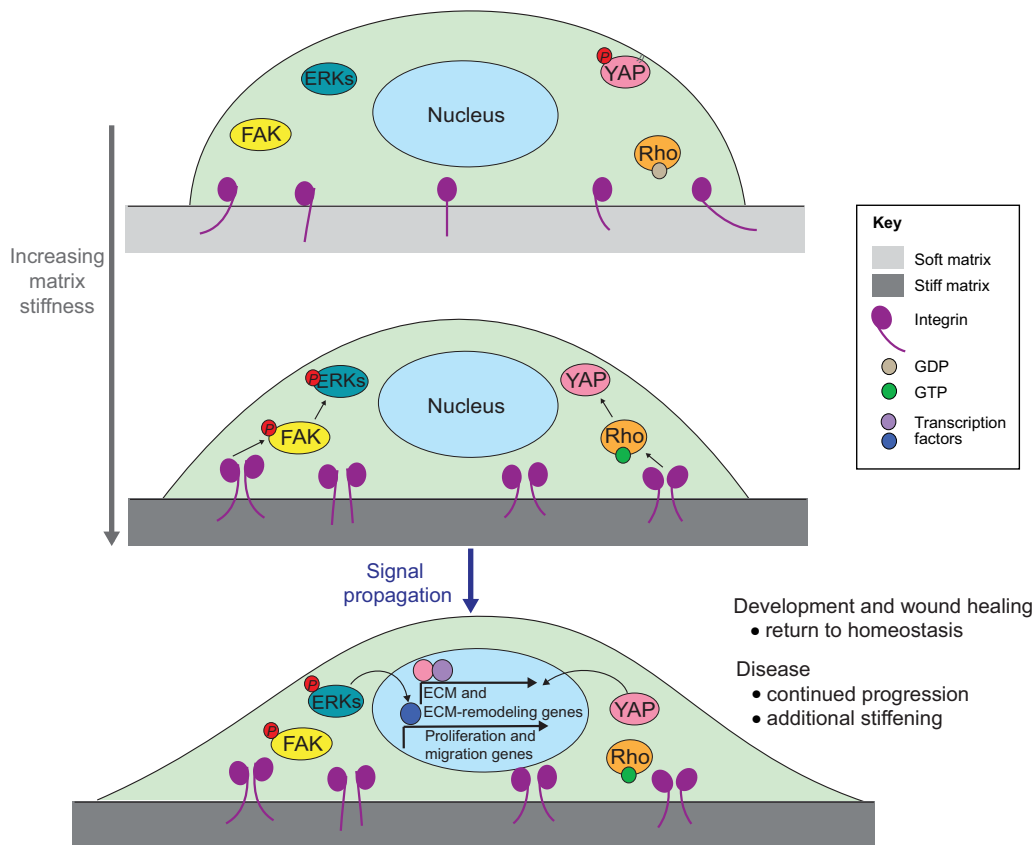 P
YAP
ERKs
FAK
Nucleus
Rho
Increasing
matrix
stiffness
Key
Soft matrix
Stiff matrix
Integrin
GDP
GTP
Transcription
factors
P
ERKs
YAP
Nucleus
P
FAK
Rho
Signal
propagation
Development and wound healing
• return to homeostasis
Disease
• continued progression
• additional stiffening
P
ERKs
ECM and
ECM-remodeling genes
YAP
P
FAK
Proliferation and
migration genes
Rho